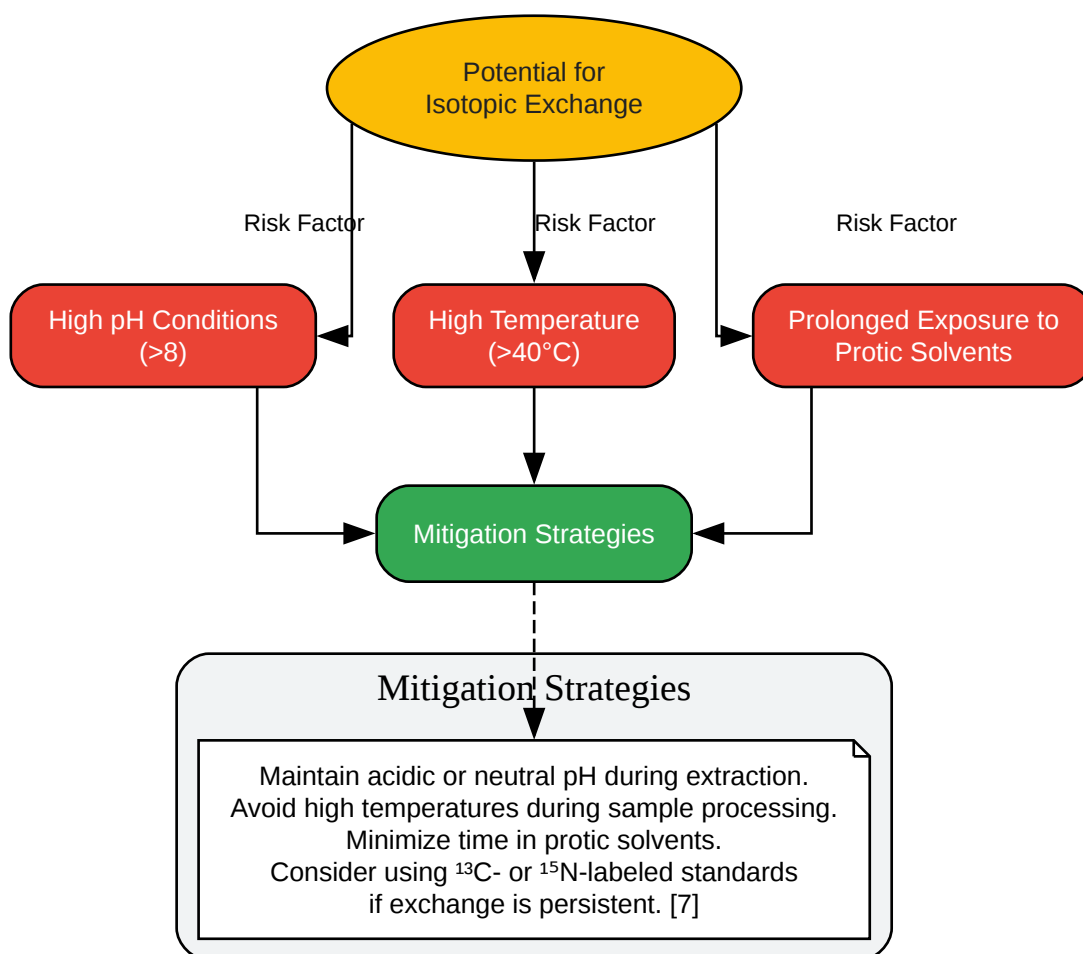 Potential for
Isotopic Exchange
Risk Factor
Risk Factor
Risk Factor
High pH Conditions
(>8)
High Temperature
(>40°C)
Prolonged Exposure to
Protic Solvents
Mitigation Strategies
Mitigation Strategies
Maintain acidic or neutral pH during extraction.
Avoid high temperatures during sample processing.
Minimize time in protic solvents.
Consider using ¹³C- or ¹⁵N-labeled standards
if exchange is persistent. [7]